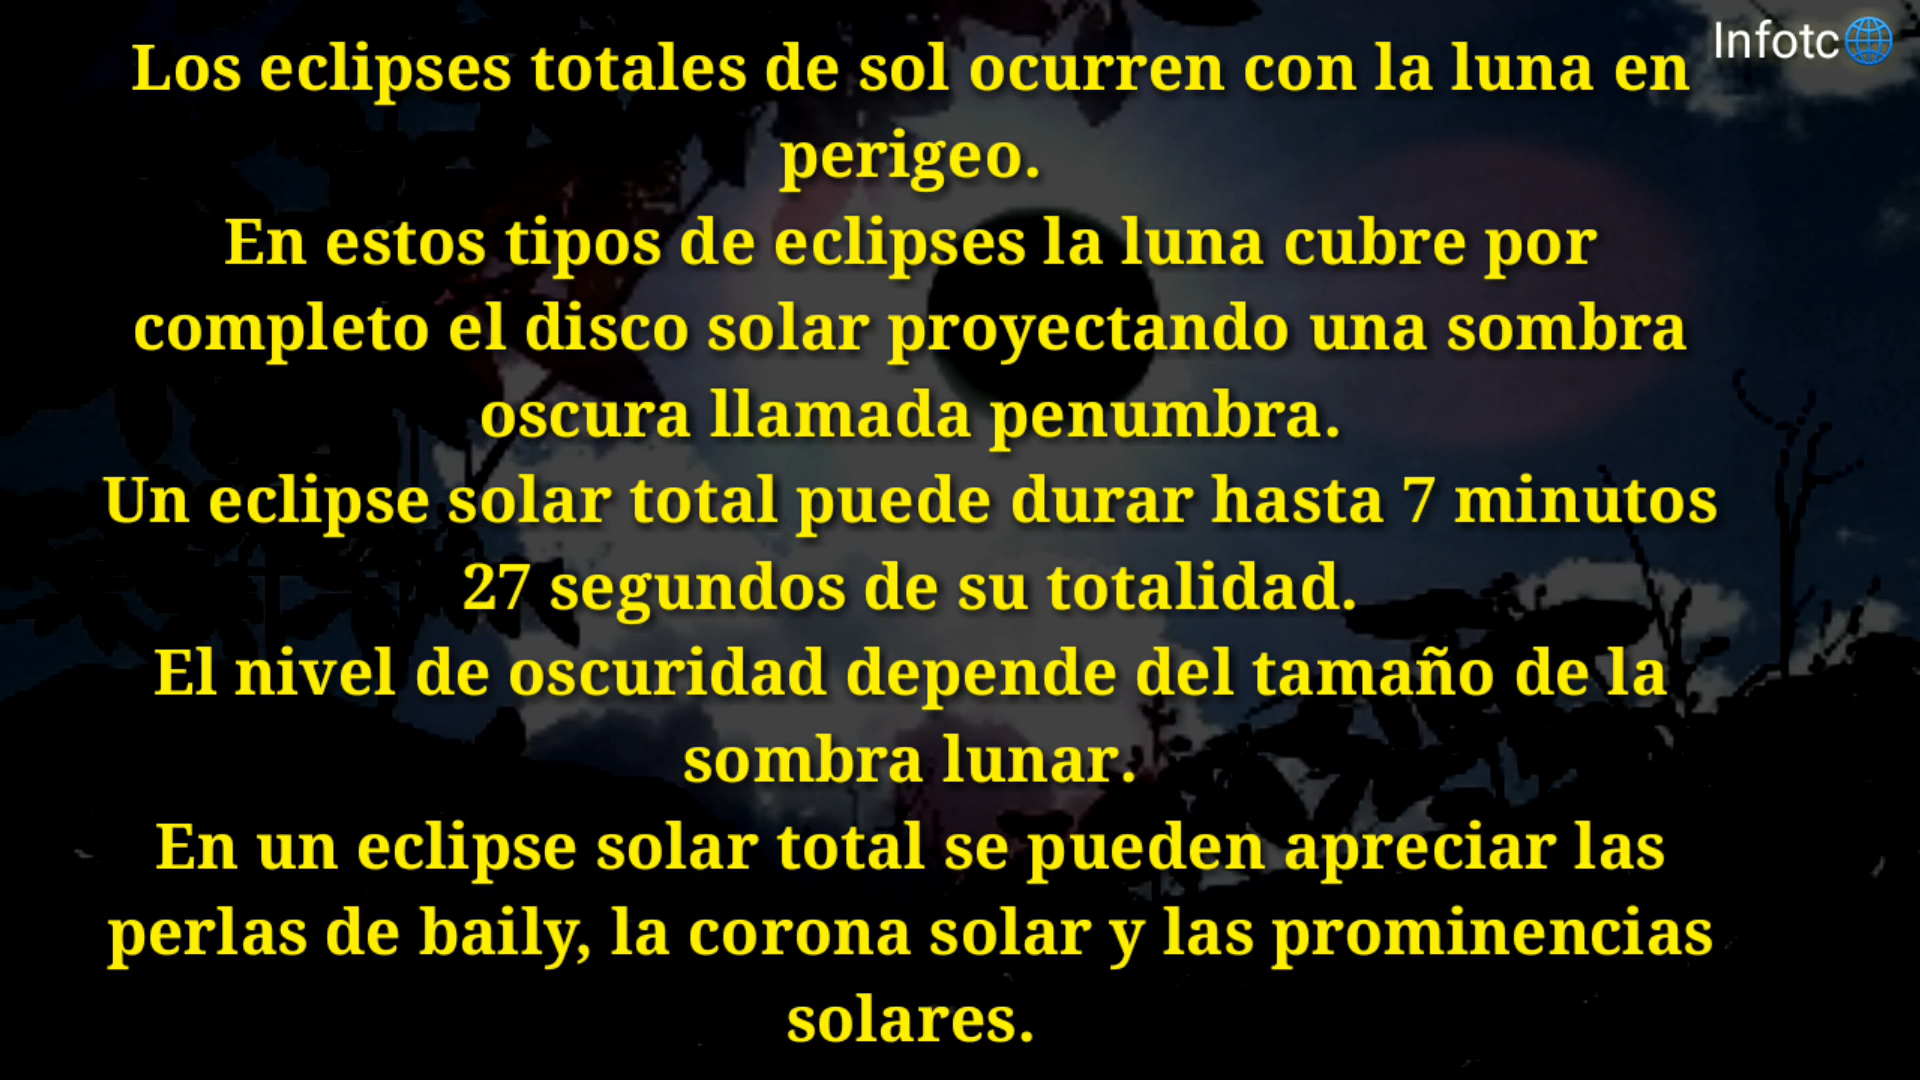 Infotc
Los eclipses totales de sol ocurren con la luna en
perigeo.
En estos tipos de eclipses la luna cubre por
completo el disco solar proyectando una sombra
oscura llamada penumbra.
Un eclipse solar total puede durar hasta 7 minutos
27 segundos de su totalidad.
El nivel de oscuridad depende del tamaño de la
sombra lunar.
En un eclipse solar total se pueden apreciar las
perlas de baily, la corona solar y las prominencias
solares.